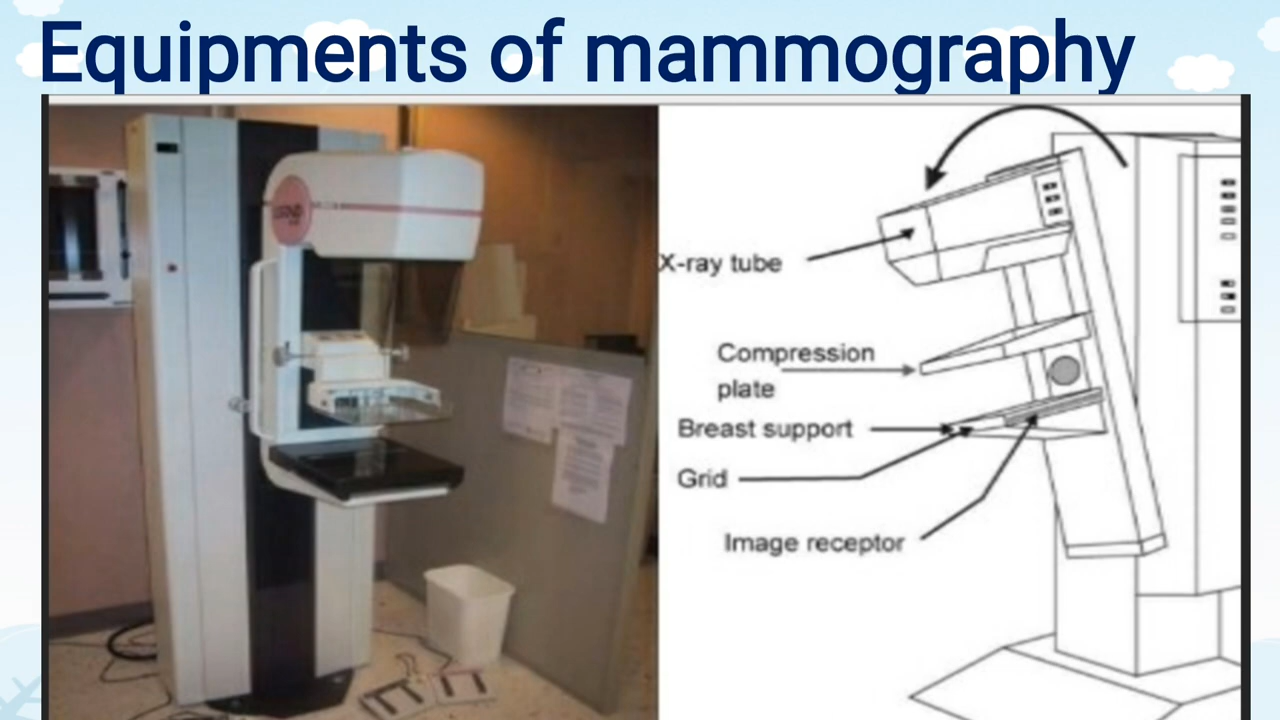 Equipments of mammography
X-ray tube
Compression
plate
Breast support
Grid
Image receptor